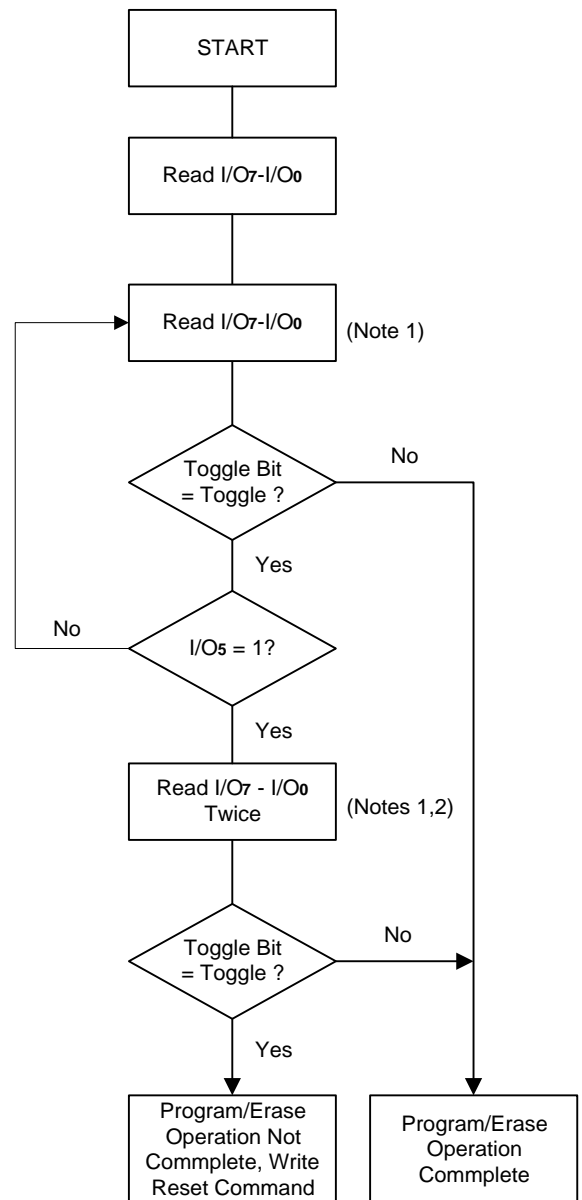 START
Read I/O7-I/O0
Read I/O7-I/O0
(Note 1)
Toggle Bit
= Toggle ?
No
Yes
No
I/O5 = 1?
Yes
Read I/O7 - I/O0
Twice
(Notes 1,2)
Toggle Bit
= Toggle ?
No
Yes
Program/Erase
Operation Not
Commplete, Write
Reset Command
Program/Erase
Operation
Commplete